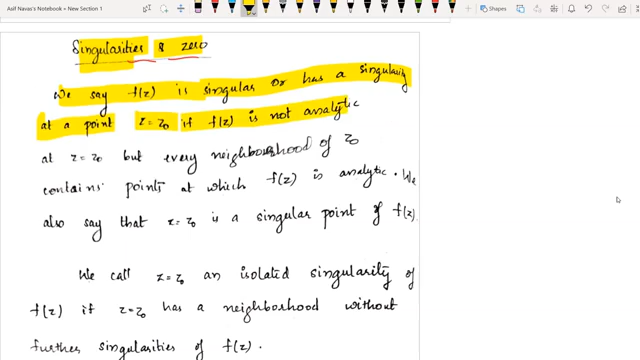 Asif Navas's Notebook » New Section 1
Shapes
Singularities & zero
We say f(z) is singular or has a singularity
at a point z = z0 if f(z) is not analytic
at z = z0 but every neighbourhood of z0
contains points at which f(z) is analytic. We
also say that z = z0 is a singular point of f(z).
We call z = z0 an isolated singularity of
f(z) if z = z0 has a neighborhood without
further singularities of f(z).